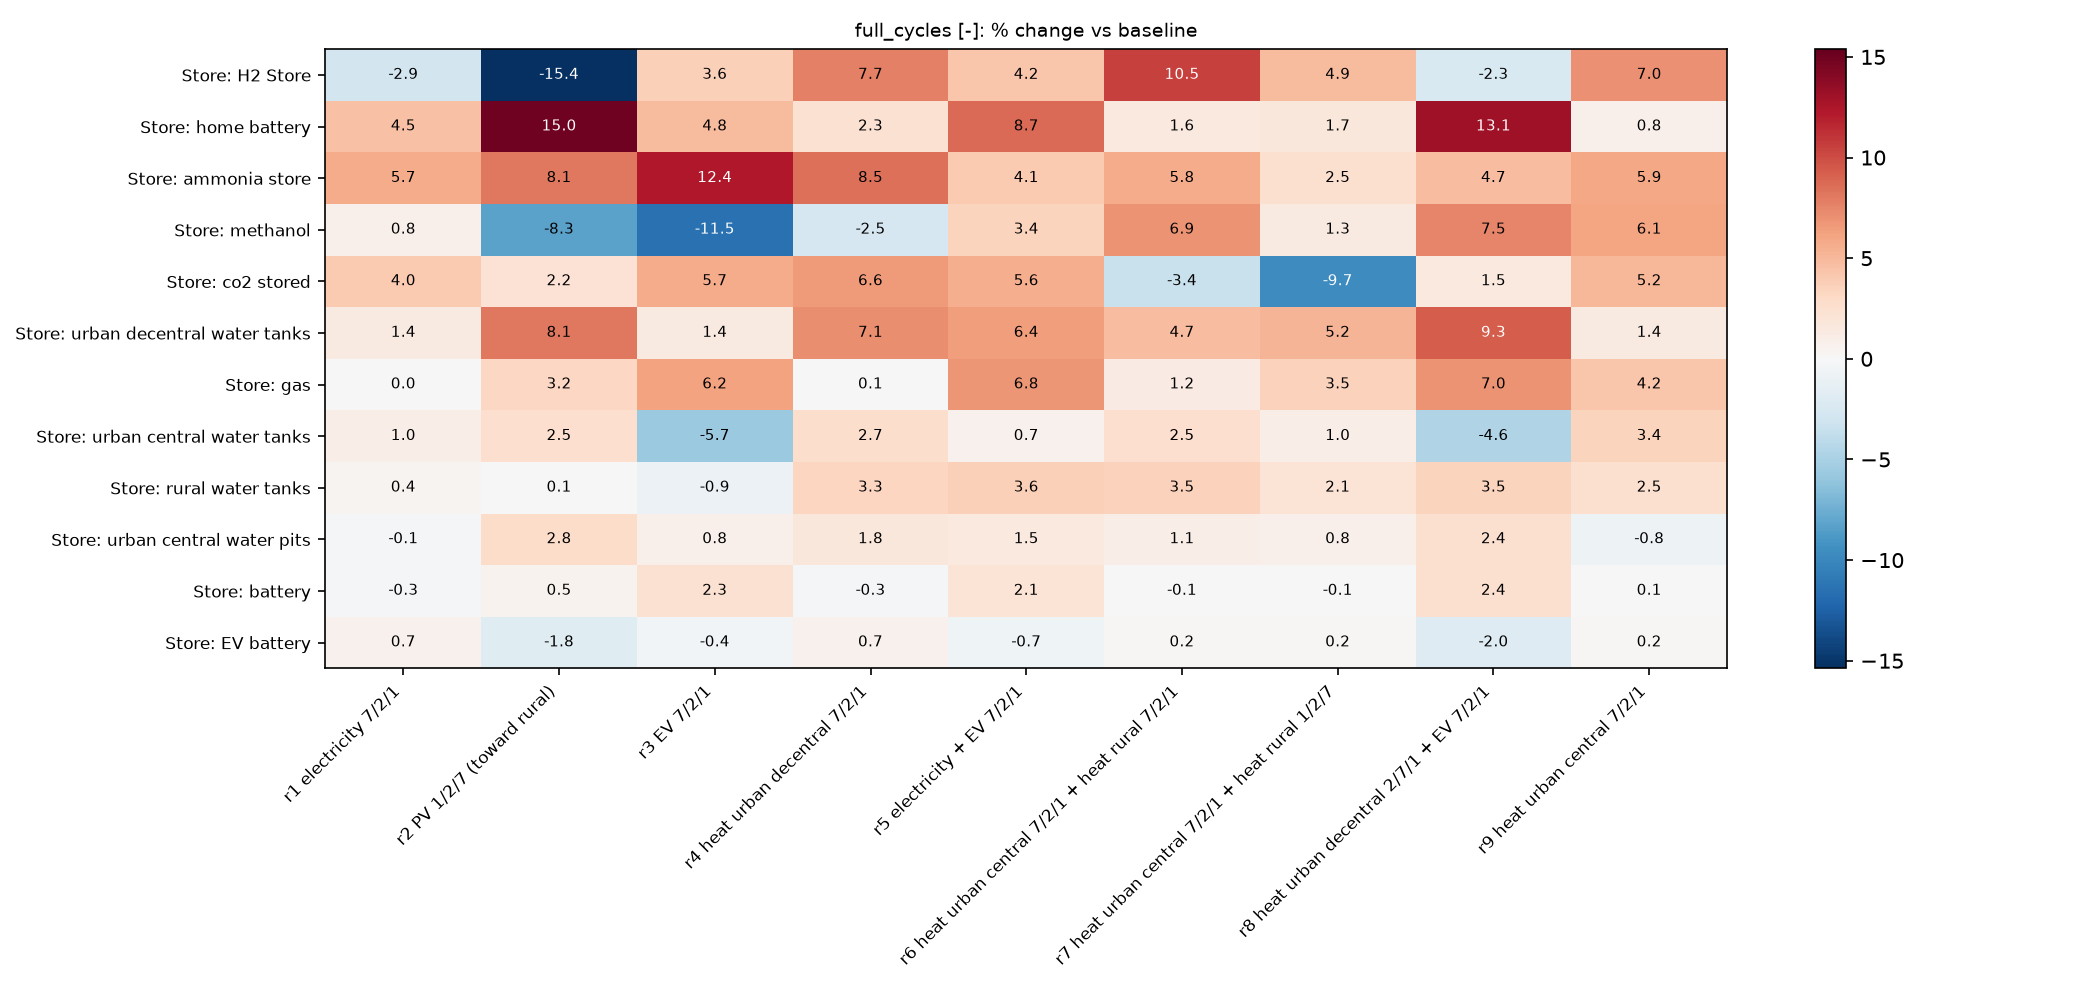 full_cycles [-]: % change vs baseline
Store: H2 Store -2.9 -15.4 3.6 7.7 4.2 10.5 4.9 -2.3 7.0
Store: home battery 4.5 15.0 4.8 2.3 8.7 1.6 1.7 13.1 0.8
Store: ammonia store 5.7 8.1 12.4 8.5 4.1 5.8 2.5 4.7 5.9
Store: methanol 0.8 -8.3 -11.5 -2.5 3.4 6.9 1.3 7.5 6.1
Store: co2 stored 4.0 2.2 5.7 6.6 5.6 -3.4 -9.7 1.5 5.2
Store: urban decentral water tanks 1.4 8.1 1.4 7.1 6.4 4.7 5.2 9.3 1.4
Store: gas 0.0 3.2 6.2 0.1 6.8 1.2 3.5 7.0 4.2
Store: urban central water tanks 1.0 2.5 -5.7 2.7 0.7 2.5 1.0 -4.6 3.4
Store: rural water tanks 0.4 0.1 -0.9 3.3 3.6 3.5 2.1 3.5 2.5
Store: urban central water pits -0.1 2.8 0.8 1.8 1.5 1.1 0.8 2.4 -0.8
Store: battery -0.3 0.5 2.3 -0.3 2.1 -0.1 -0.1 2.4 0.1
Store: EV battery 0.7 -1.8 -0.4 0.7 -0.7 0.2 0.2 -2.0 0.2
r1 electricity 7/2/1
r2 PV 1/2/7 (toward rural)
r3 EV 7/2/1
r4 heat urban decentral 7/2/1
r5 electricity + EV 7/2/1
r6 heat urban central 7/2/1 + heat rural 7/2/1
r7 heat urban central 7/2/1 + heat rural 1/2/7
r8 heat urban decentral 2/7/1 + EV 7/2/1
r9 heat urban central 7/2/1
15
10
5
0
−5
−10
−15